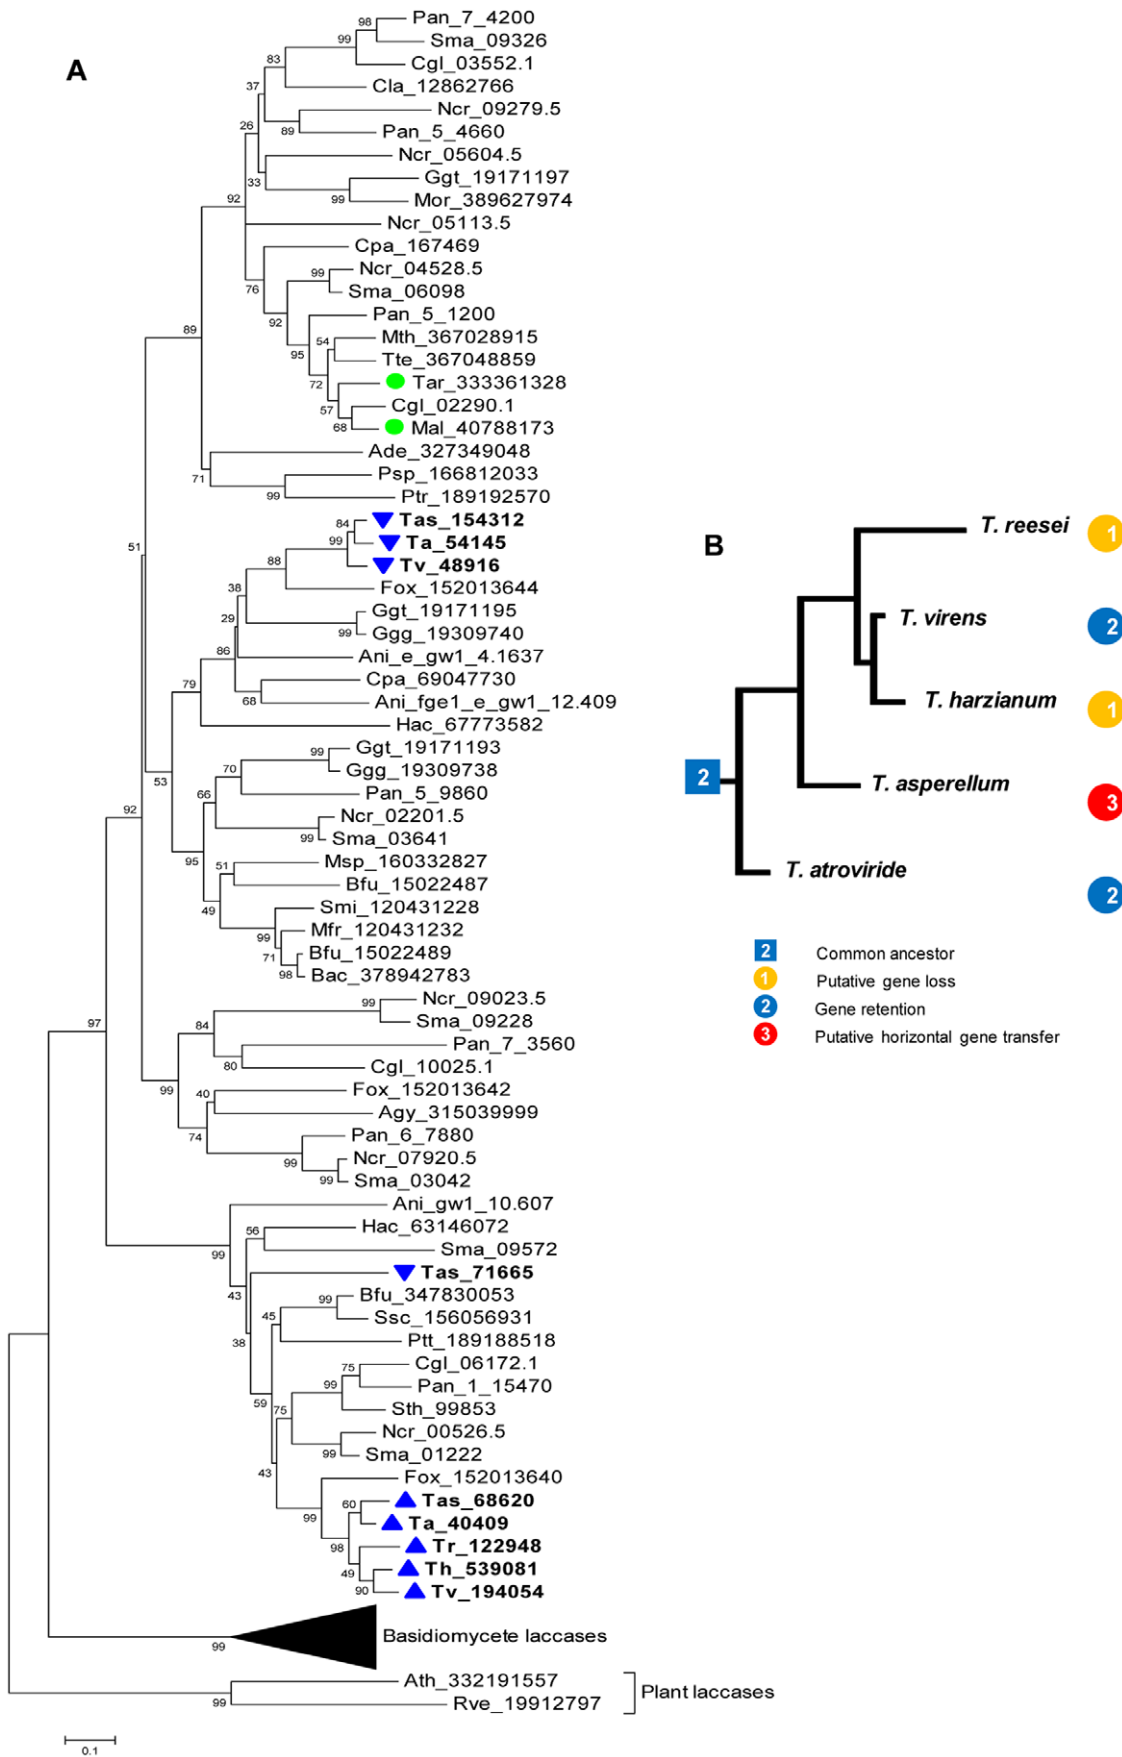 A
Pan_7_4200
Sma_09326
Cgl_03552.1
Cla_12862766
Ncr_09279.5
Pan_5_4660
Ncr_05604.5
Ggt_19171197
Mor_389627974
Ncr_05113.5
Cpa_167469
Ncr_04528.5
Sma_06098
Pan_5_1200
Mth_367028915
Tte_367048859
Tar_333361328
Cgl_02290.1
Mal_40788173
Ade_327349048
Psp_166812033
Ptr_189192570
Tas_154312
Ta_54145
Tv_48916
Fox_152013644
Ggt_19171195
Ggg_19309740
Ani_e_gw1_4.1637
Cpa_69047730
Ani_fge1_e_gw1_12.409
Hac_67773582
Ggt_19171193
Ggg_19309738
Pan_5_9860
Ncr_02201.5
Sma_03641
Msp_160332827
Bfu_15022487
Smi_120431228
Mfr_120431232
Bfu_15022489
Bac_378942783
Ncr_09023.5
Sma_09228
Pan_7_3560
Cgl_10025.1
Fox_152013642
Agy_315039999
Pan_6_7880
Ncr_07920.5
Sma_03042
Ani_gw1_10.607
Hac_63146072
Sma_09572
Tas_71665
Bfu_347830053
Ssc_156056931
Ptt_189188518
Cgl_06172.1
Pan_1_15470
Sth_99853
Ncr_00526.5
Sma_01222
Fox_152013640
Tas_68620
Ta_40409
Tr_122948
Th_539081
Tv_194054
Basidiomycete laccases
Ath_332191557
Rve_19912797
Plant laccases
98
99
83
37
89
26
33
99
92
99
76
92
95
54
72
57
68
89
71
99
51
84
99
88
38
29
99
86
79
68
53
99
70
66
99
95
51
49
99
71
98
92
99
84
80
99
40
74
99
99
97
99
56
43
38
99
45
59
75
99
75
99
43
99
60
98
49
90
99
99
0.1
B
T. reesei 1
T. virens 2
T. harzianum 1
2
T. asperellum 3
T. atroviride 2
2 Common ancestor
1 Putative gene loss
2 Gene retention
3 Putative horizontal gene transfer